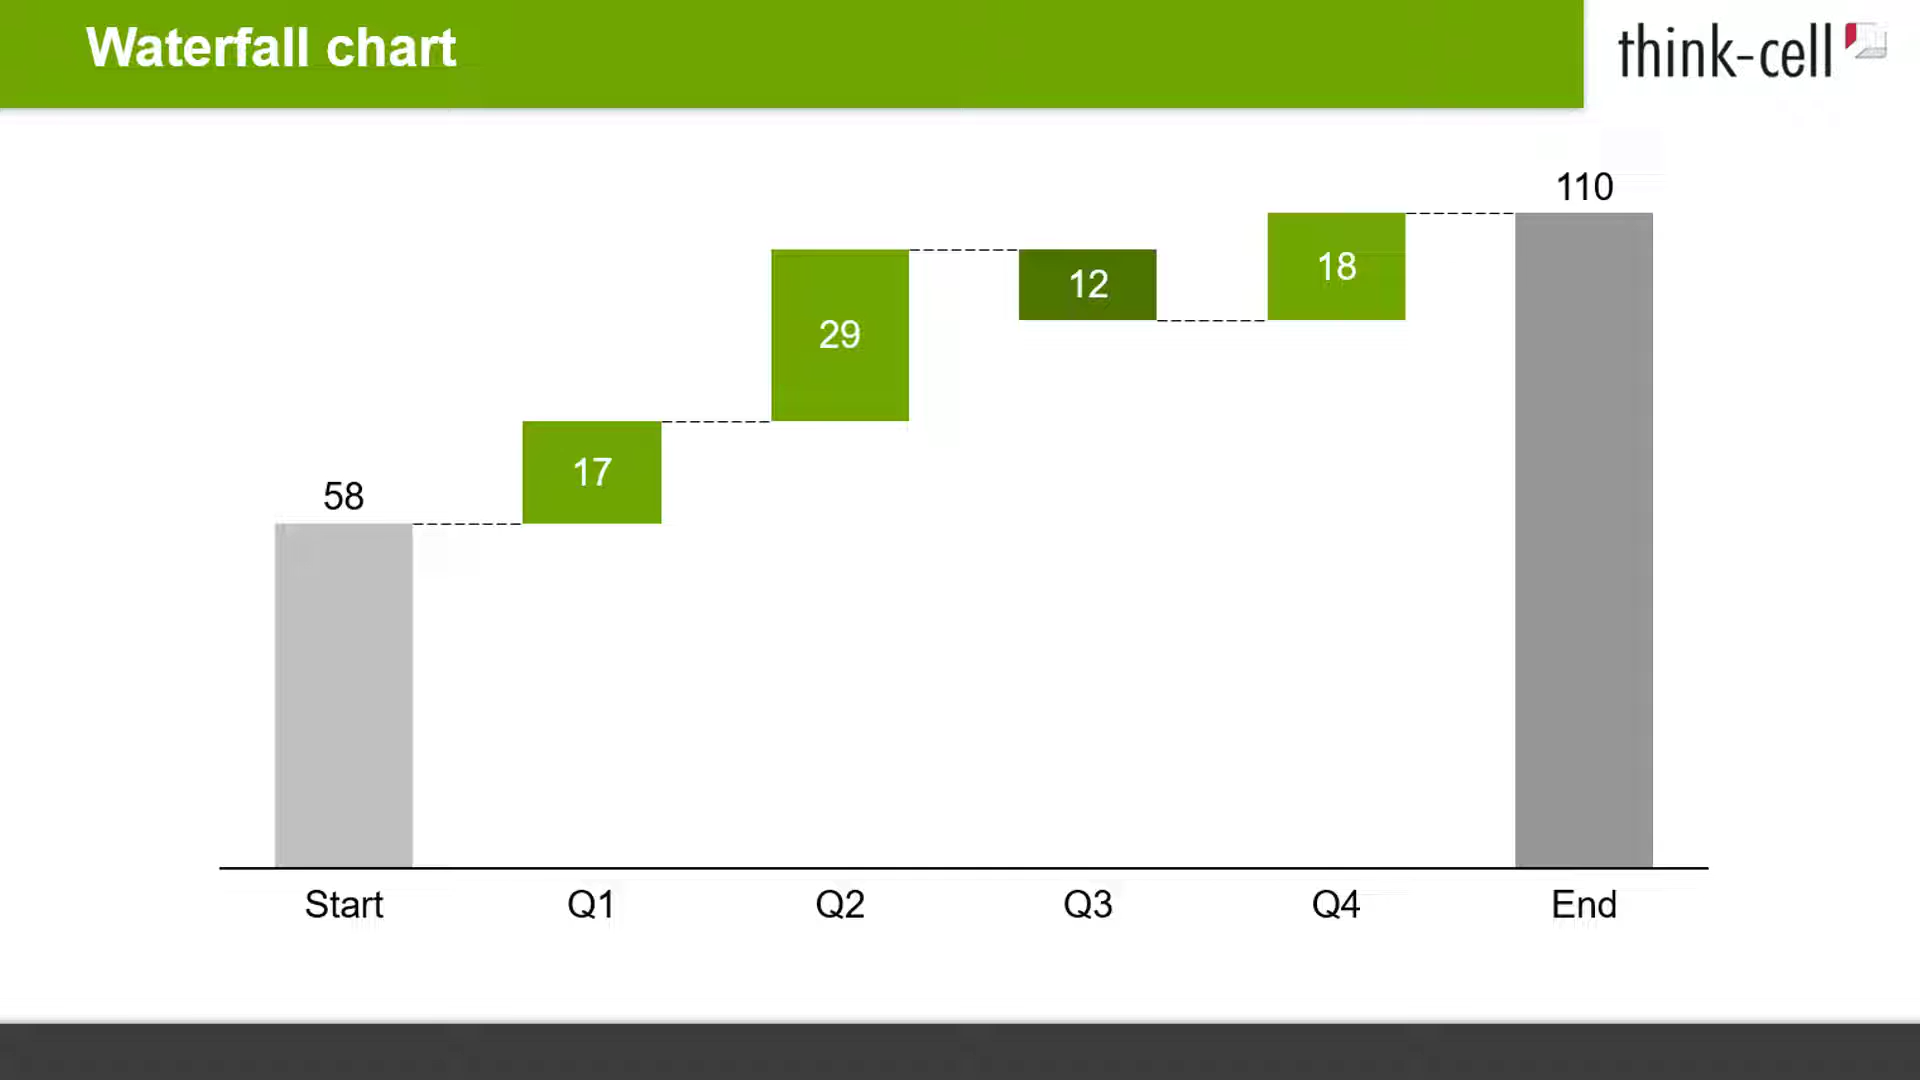 Waterfall chart
think-cell
110
18
12
29
17
58
Start Q1 Q2 Q3 Q4 End